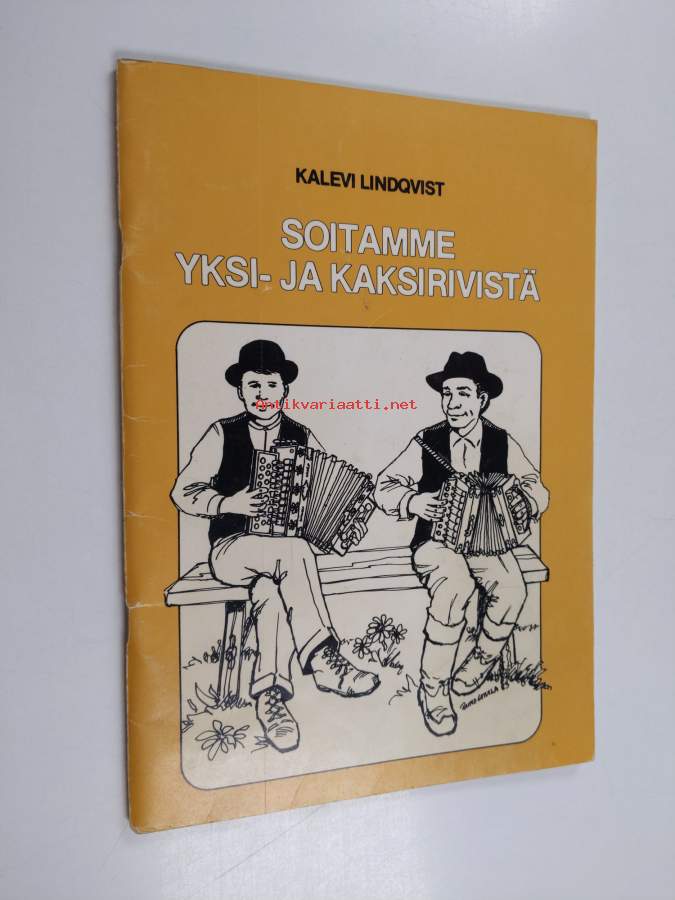 KALEVI LINDQVIST
SOITAMME
YKSI- JA KAKSIRIVISTÄ
Antikvariaatti.net